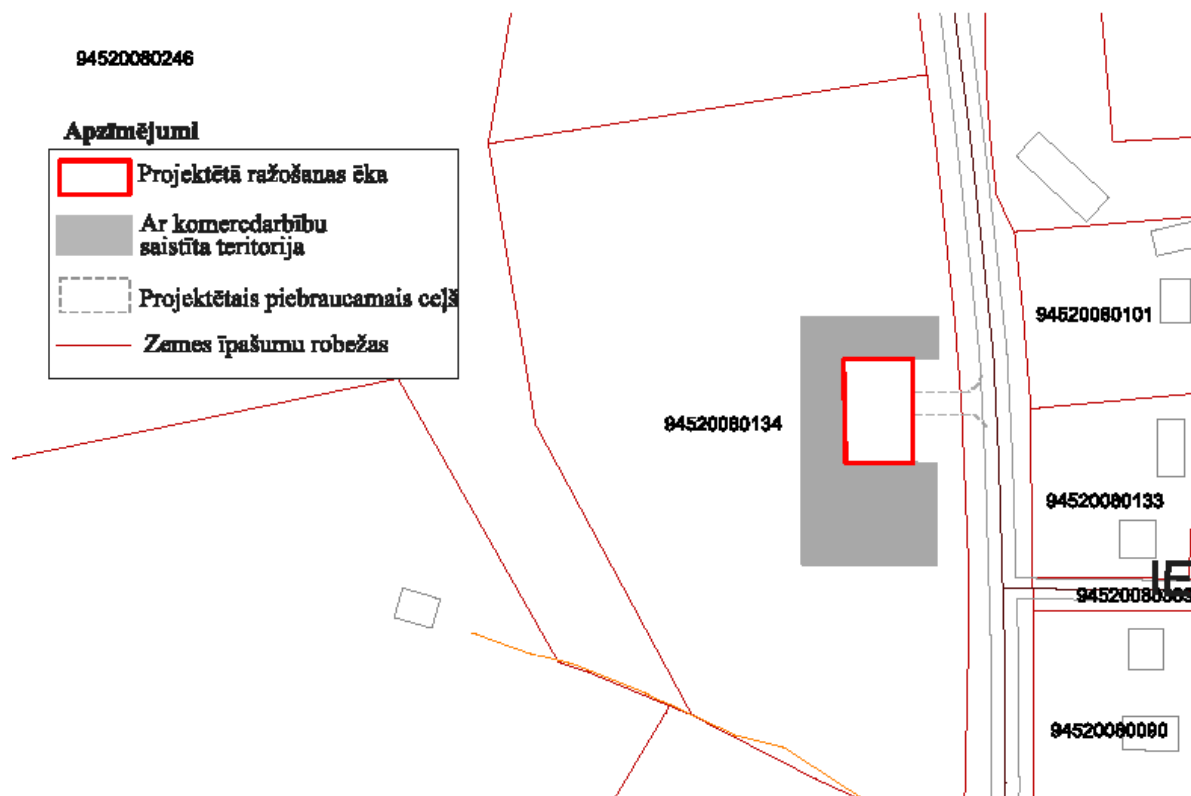 94520080246
Apzīmējumi
Projektētā ražošanas ēka
Ar komercdarbību
saistīta teritorija
Projektētais piebraucamais ceļš
Zemes īpašumu robežas
94520080101
94520080134
94520080133
IE
94520080090